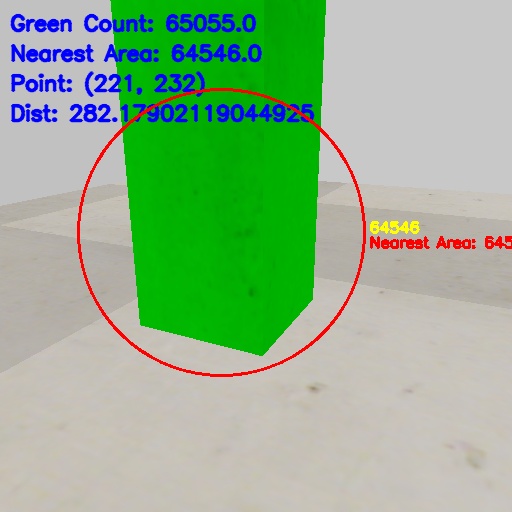 Green Count: 65055.0
Nearest Area: 64546.0
Point: (221, 232)
Dist: 282.17902119044925
64546
Nearest Area: 645